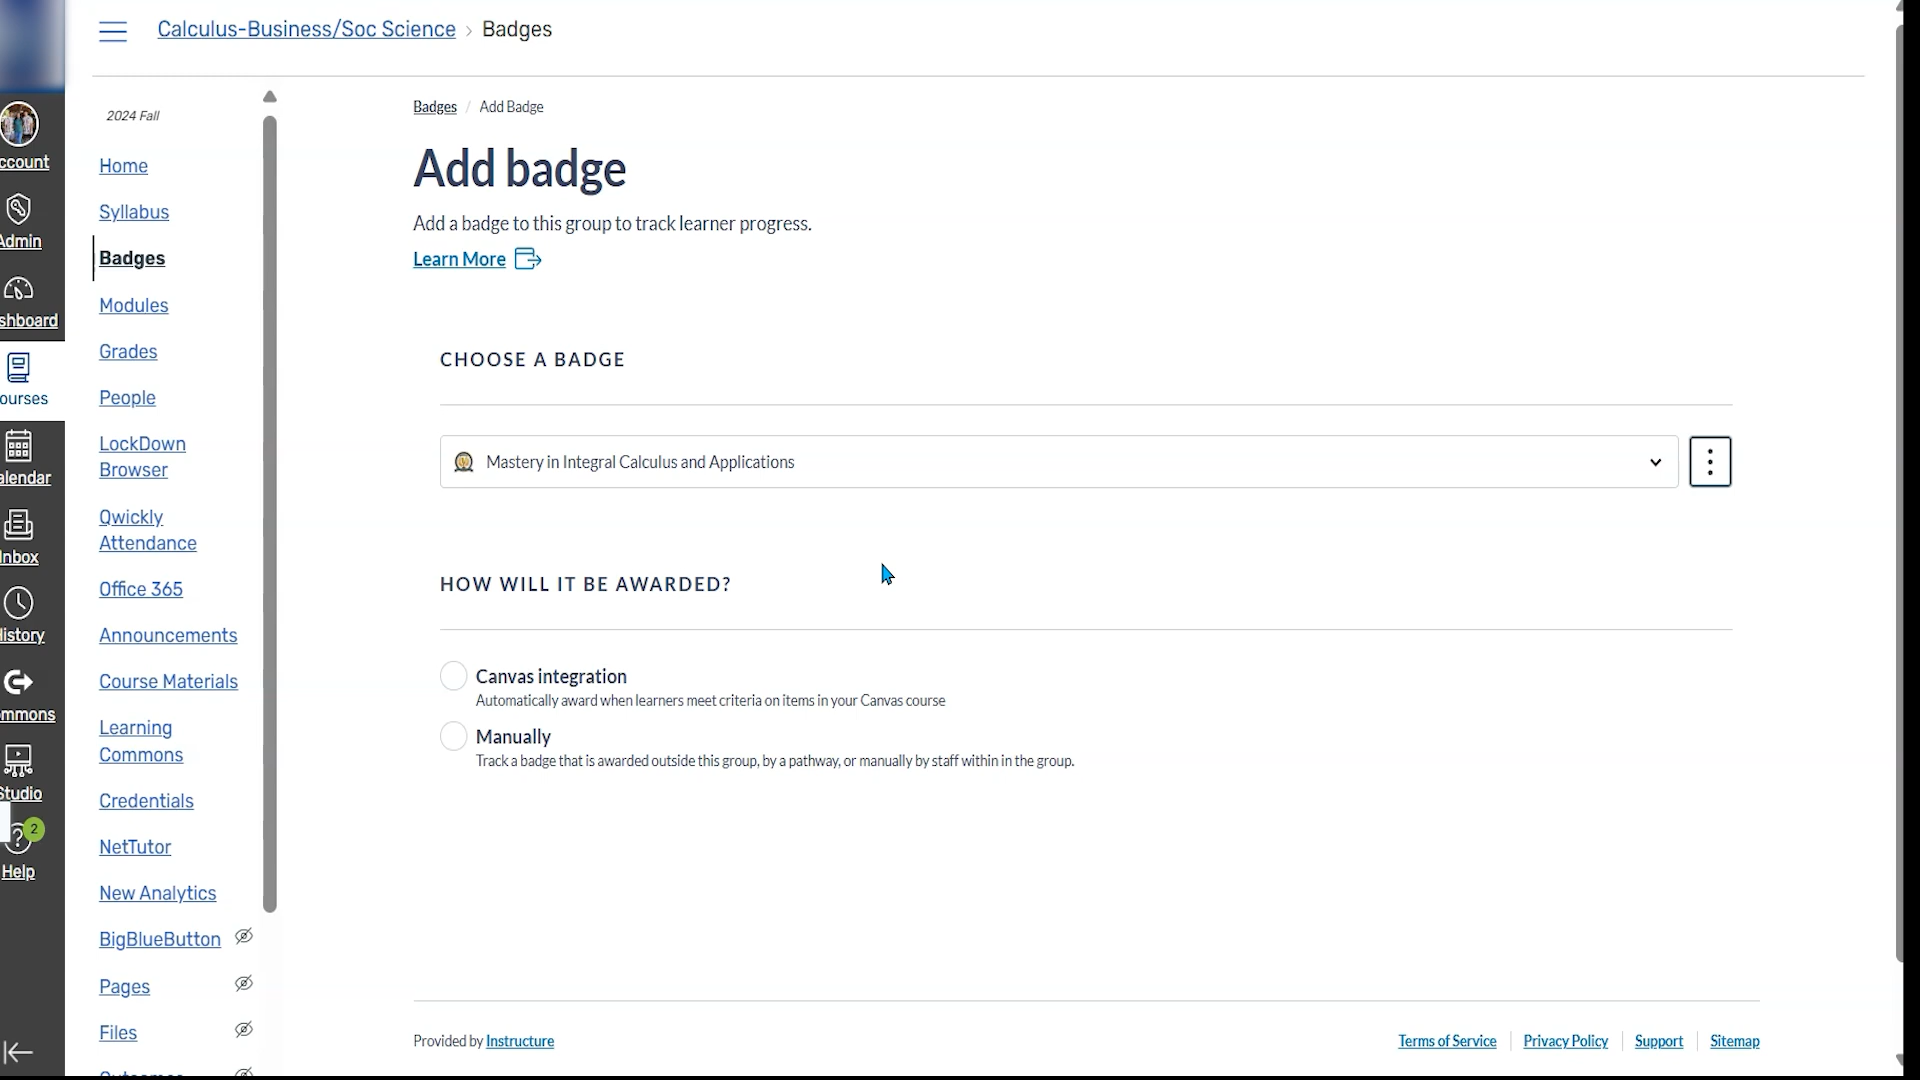 Calculus-Business/Soc Science › Badges
ccount
Admin
shboard
ourses
alendar
Inbox
History
mmons
Studio
2
Help
2024 Fall
Home
Syllabus
Badges
Modules
Grades
People
LockDown
Browser
Qwickly
Attendance
Office 365
Announcements
Course Materials
Learning
Commons
Credentials
NetTutor
New Analytics
BigBlueButton
Pages
Files
Badges / Add Badge
Add badge
Add a badge to this group to track learner progress.
Learn More
CHOOSE A BADGE
Mastery in Integral Calculus and Applications
HOW WILL IT BE AWARDED?
Canvas integration
Automatically award when learners meet criteria on items in your Canvas course
Manually
Track a badge that is awarded outside this group, by a pathway, or manually by staff within in the group.
Provided by Instructure
Terms of Service
Privacy Policy
Support
Sitemap